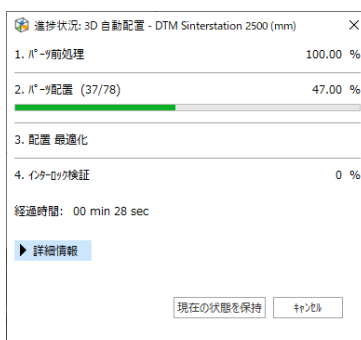 進捗状況: 3D 自動配置 - DTM Sinterstation 2500 (mm)
1. ﾊﾟｰﾂ前処理 100.00 %
2. ﾊﾟｰﾂ配置 (37/78) 47.00 %
3. 配置 最適化
4. ｲﾝﾀｰﾛｯｸ検証 0 %
経過時間: 00 min 28 sec
詳細情報
現在の状態を保持 ｷｬﾝｾﾙ